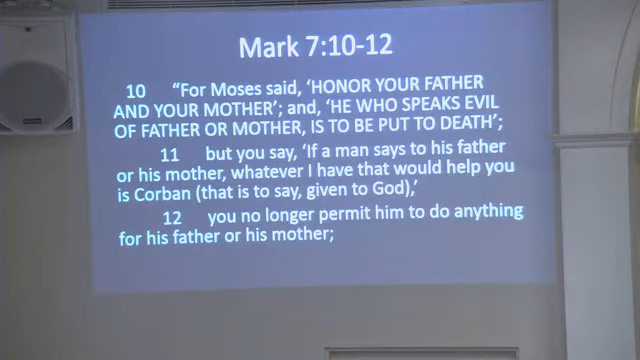 Mark 7:10-12
10 “For Moses said, ‘HONOR YOUR FATHER
AND YOUR MOTHER’; and, ‘HE WHO SPEAKS EVIL
OF FATHER OR MOTHER, IS TO BE PUT TO DEATH’;
11 but you say, ‘If a man says to his father
or his mother, whatever I have that would help you
is Corban (that is to say, given to God),’
12 you no longer permit him to do anything
for his father or his mother;